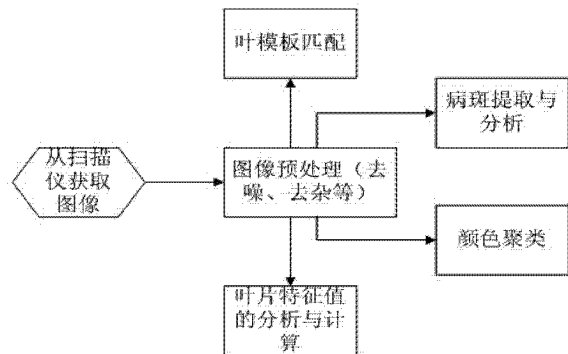 叶模板匹配
病斑提取与
分析
从扫描
仪获取
图像
图像预处理（去
噪、去杂等）
颜色聚类
叶片特征值
的分析与计
算